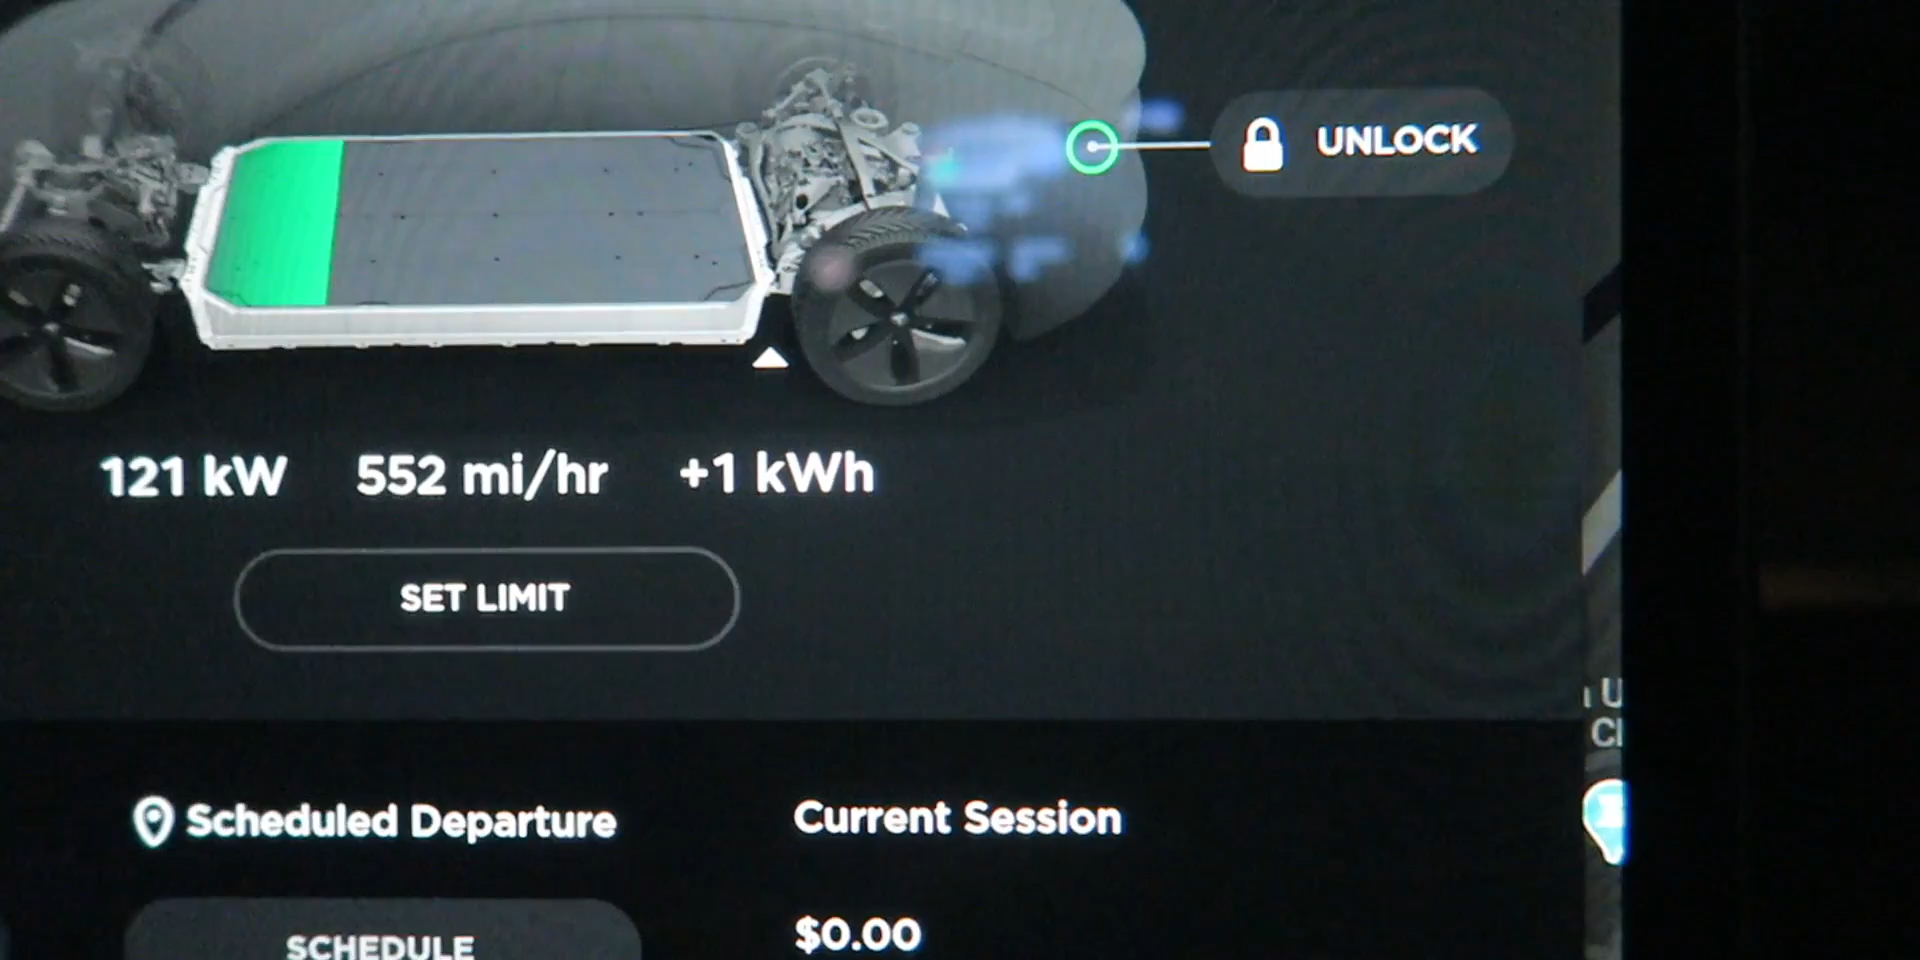 UNLOCK
121 kW 552 mi/hr +1 kWh
SET LIMIT
Scheduled Departure
Current Session
SCHEDULE
$0.00